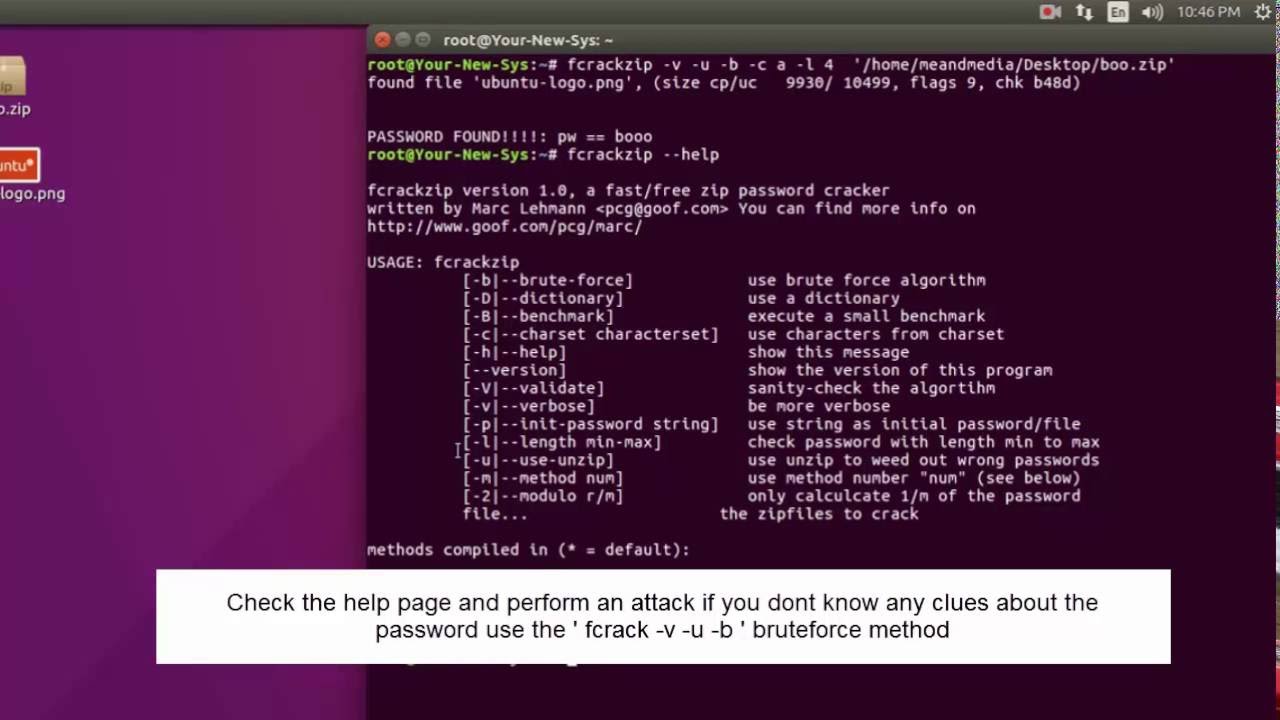 En
10:46 PM
root@Your-New-Sys: ~
root@Your-New-Sys:~# fcrackzip -v -u -b -c a -l 4 '/home/meandmedia/Desktop/boo.zip'
found file 'ubuntu-logo.png', (size cp/uc 9930/ 10499, flags 9, chk b48d)
PASSWORD FOUND!!!!: pw == booo
root@Your-New-Sys:~# fcrackzip --help
fcrackzip version 1.0, a fast/free zip password cracker
written by Marc Lehmann <pcg@goof.com> You can find more info on
http://www.goof.com/pcg/marc/
USAGE: fcrackzip
[-b|--brute-force] use brute force algorithm
[-D|--dictionary] use a dictionary
[-B|--benchmark] execute a small benchmark
[-c|--charset characterset] use characters from charset
[-h|--help] show this message
[--version] show the version of this program
[-V|--validate] sanity-check the algortihm
[-v|--verbose] be more verbose
[-p|--init-password string] use string as initial password/file
[-l|--length min-max] check password with length min to max
[-u|--use-unzip] use unzip to weed out wrong passwords
[-m|--method num] use method number "num" (see below)
[-2|--modulo r/m] only calculcate 1/m of the password
file... the zipfiles to crack
methods compiled in (* = default):
ip
o.zip
untu
logo.png
Check the help page and perform an attack if you dont know any clues about the
password use the ' fcrack -v -u -b ' bruteforce method